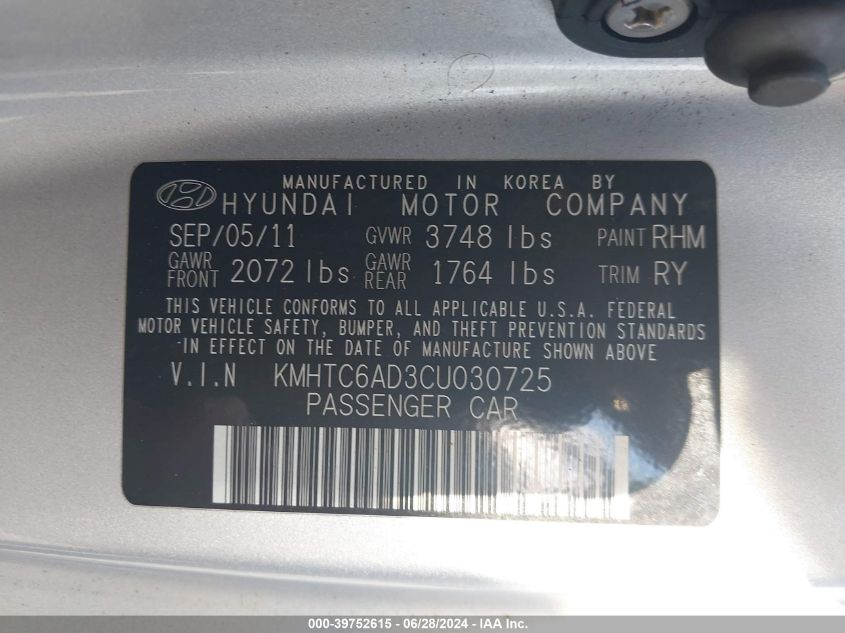 MANUFACTURED IN KOREA BY
HYUNDAI MOTOR COMPANY
SEP/05/11 GVWR 3748 lbs PAINT RHM
GAWR FRONT 2072 lbs GAWR REAR 1764 lbs TRIM RY
THIS VEHICLE CONFORMS TO ALL APPLICABLE U.S.A. FEDERAL
MOTOR VEHICLE SAFETY, BUMPER, AND THEFT PREVENTION STANDARDS
IN EFFECT ON THE DATE OF MANUFACTURE SHOWN ABOVE
V.I.N KMHTC6AD3CU030725
PASSENGER CAR
000-39752615 - 06/28/2024 - IAA Inc.